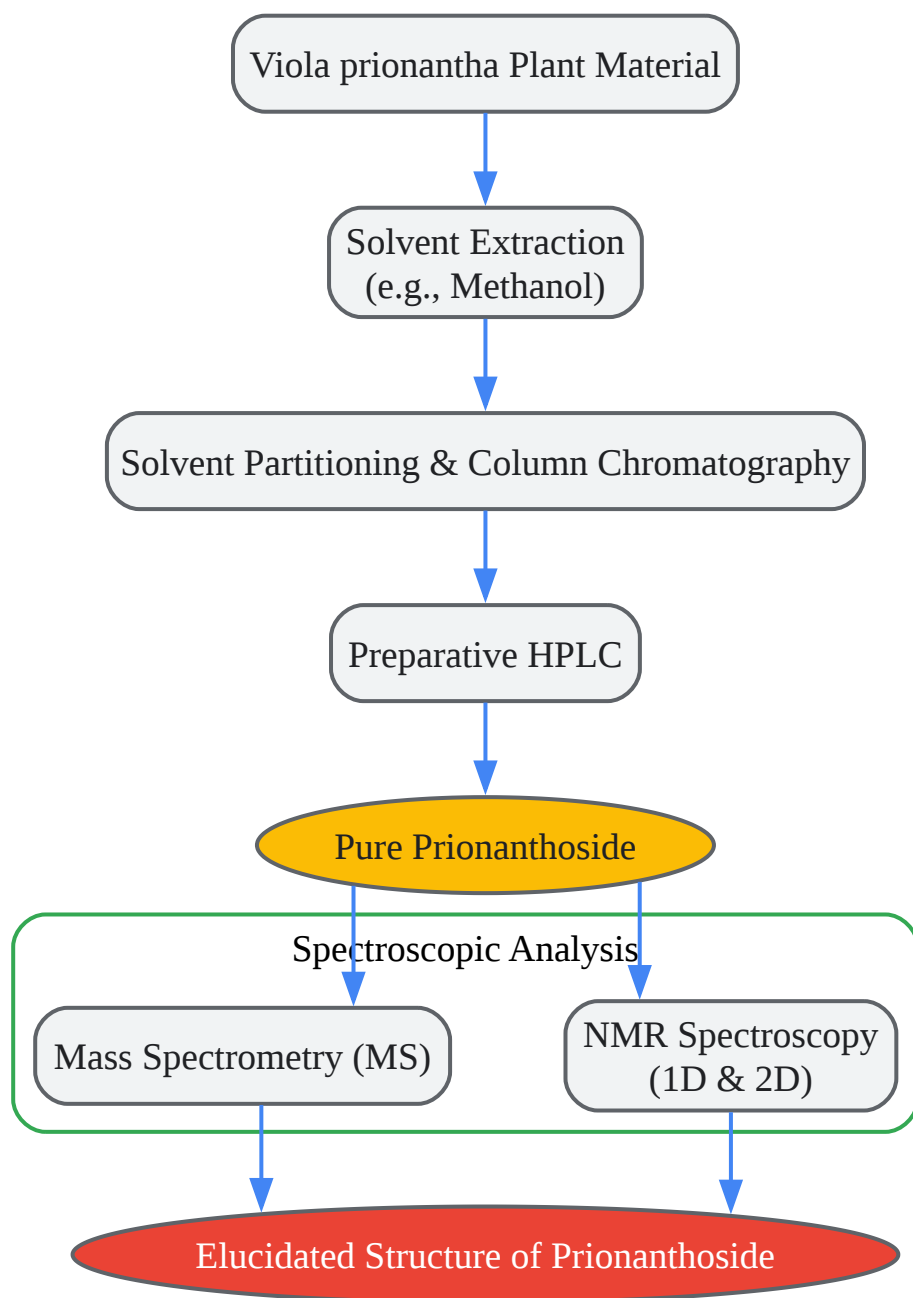 Viola prionantha Plant Material
Solvent Extraction
(e.g., Methanol)
Solvent Partitioning & Column Chromatography
Preparative HPLC
Pure Prionanthoside
Spectroscopic Analysis
Mass Spectrometry (MS)
NMR Spectroscopy
(1D & 2D)
Elucidated Structure of Prionanthoside